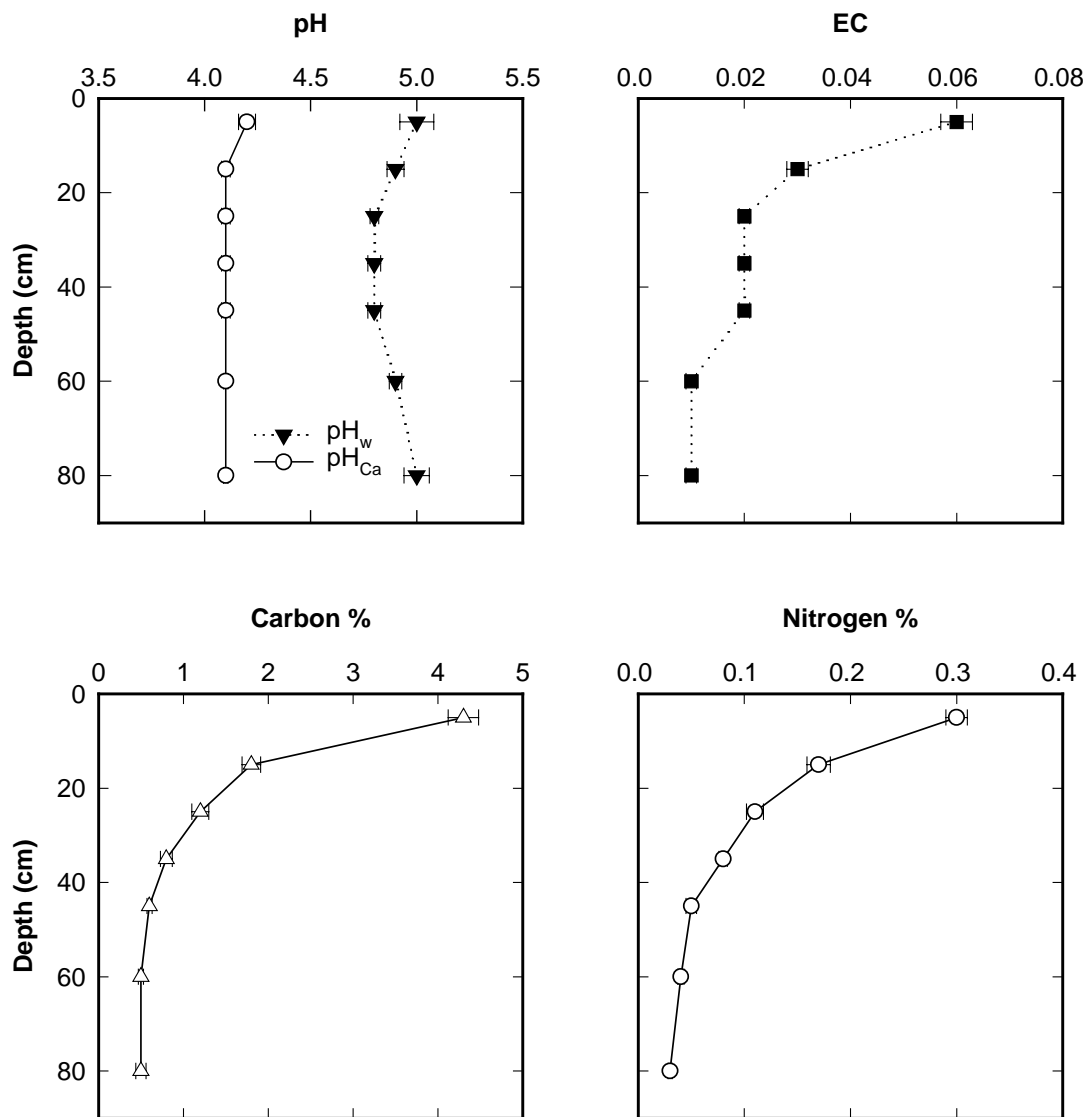 pH
EC
3.5 4.0 4.5 5.0 5.5
0.0 0.02 0.04 0.06 0.08
0
20
40
60
80
Depth (cm)
pHw
pHCa
Carbon %
Nitrogen %
0 1 2 3 4 5
0.0 0.1 0.2 0.3 0.4
0
20
40
60
80
Depth (cm)